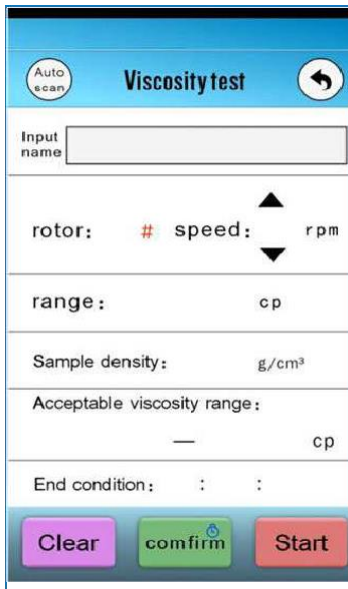 Auto
scan
Viscosity test
Input
name
rotor: # speed: rpm
range: cp
Sample density: g/cm³
Acceptable viscosity range:
— cp
End condition: : :
Clear
comfirm
Start